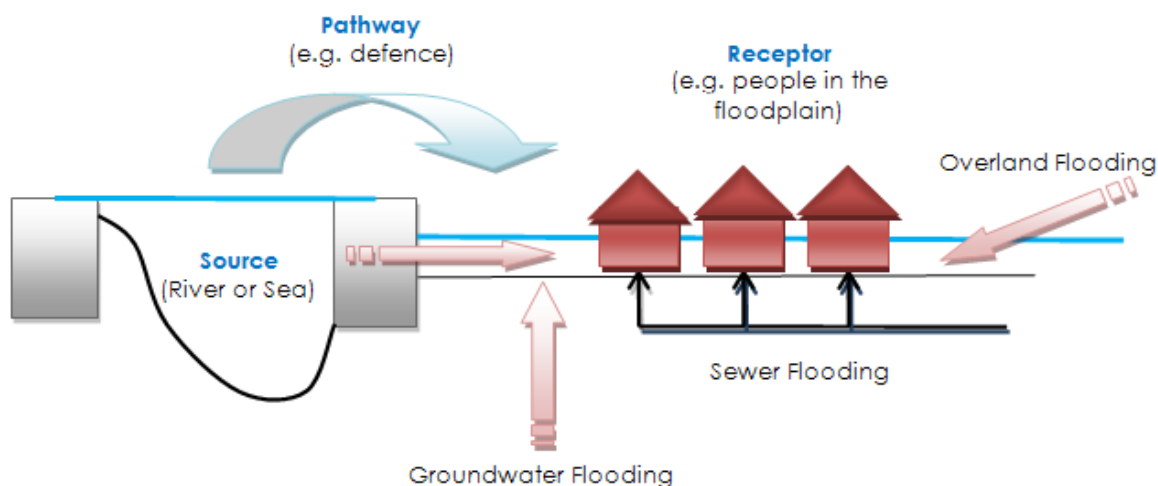 Pathway
(e.g. defence)
Receptor
(e.g. people in the
floodplain)
Overland Flooding
Source
(River or Sea)
Sewer Flooding
Groundwater Flooding